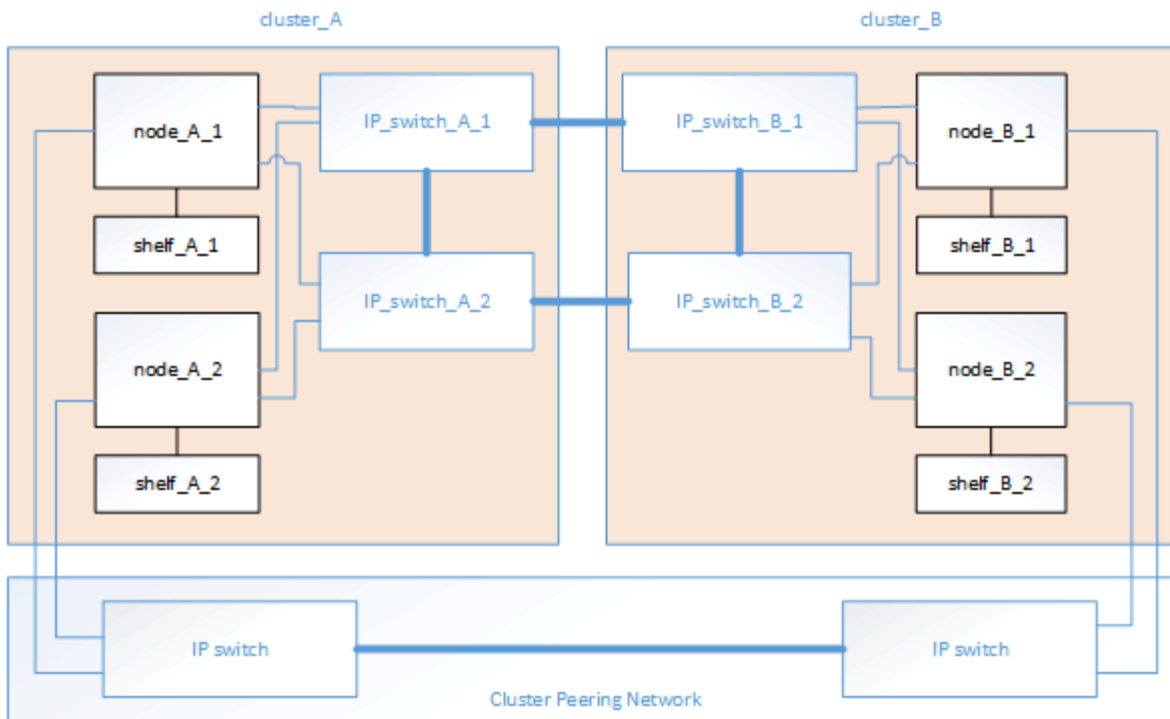 cluster_A
cluster_B
node_A_1
IP_switch_A_1
IP_switch_B_1
node_B_1
shelf_A_1
shelf_B_1
IP_switch_A_2
IP_switch_B_2
node_A_2
node_B_2
shelf_A_2
shelf_B_2
IP switch
IP switch
Cluster Peering Network